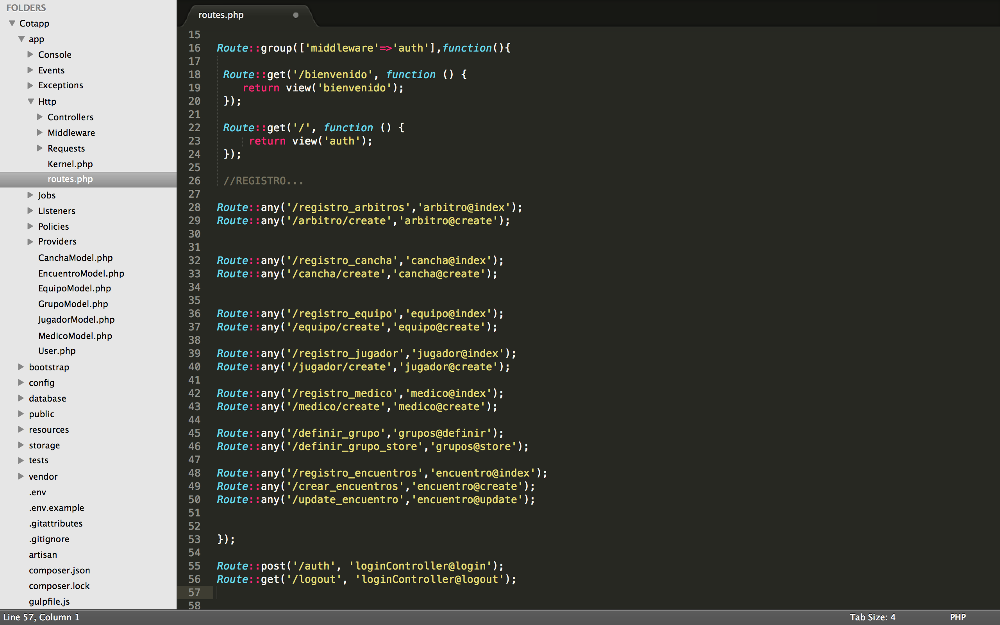 FOLDERS
Cotapp
app
Console
Events
Exceptions
Http
Controllers
Middleware
Requests
Kernel.php
routes.php
Jobs
Listeners
Policies
Providers
CanchaModel.php
EncuentroModel.php
EquipoModel.php
GrupoModel.php
JugadorModel.php
MedicoModel.php
User.php
bootstrap
config
database
public
resources
storage
tests
vendor
.env
.env.example
.gitattributes
.gitignore
artisan
composer.json
composer.lock
gulpfile.js
routes.php
15
16 Route::group(['middleware'=>'auth'],function(){
17
18 Route::get('/bienvenido', function () {
19 return view('bienvenido');
20 });
21
22 Route::get('/', function () {
23 return view('auth');
24 });
25
26 //REGISTRO...
27
28 Route::any('/registro_arbitros','arbitro@index');
29 Route::any('/arbitro/create','arbitro@create');
30
31
32 Route::any('/registro_cancha','cancha@index');
33 Route::any('/cancha/create','cancha@create');
34
35
36 Route::any('/registro_equipo','equipo@index');
37 Route::any('/equipo/create','equipo@create');
38
39 Route::any('/registro_jugador','jugador@index');
40 Route::any('/jugador/create','jugador@create');
41
42 Route::any('/registro_medico','medico@index');
43 Route::any('/medico/create','medico@create');
44
45 Route::any('/definir_grupo','grupos@definir');
46 Route::any('/definir_grupo_store','grupos@store');
47
48 Route::any('/registro_encuentros','encuentro@index');
49 Route::any('/crear_encuentros','encuentro@create');
50 Route::any('/update_encuentro','encuentro@update');
51
52
53 });
54
55 Route::post('/auth', 'loginController@login');
56 Route::get('/logout', 'loginController@logout');
57
58
Line 57, Column 1
Tab Size: 4
PHP